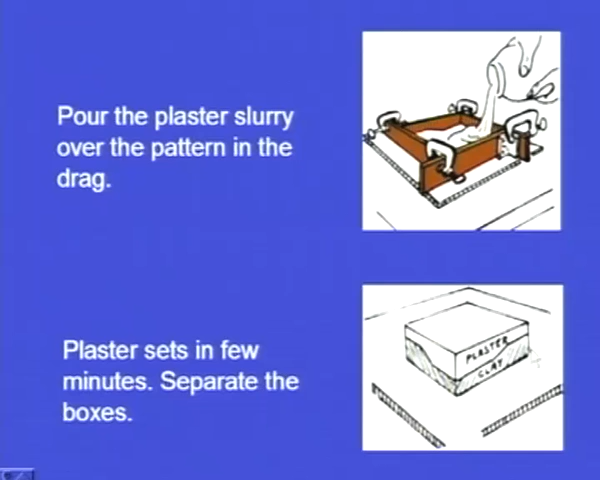 Pour the plaster slurry
over the pattern in the
drag.
PLASTER
CLAY
Plaster sets in few
minutes. Separate the
boxes.